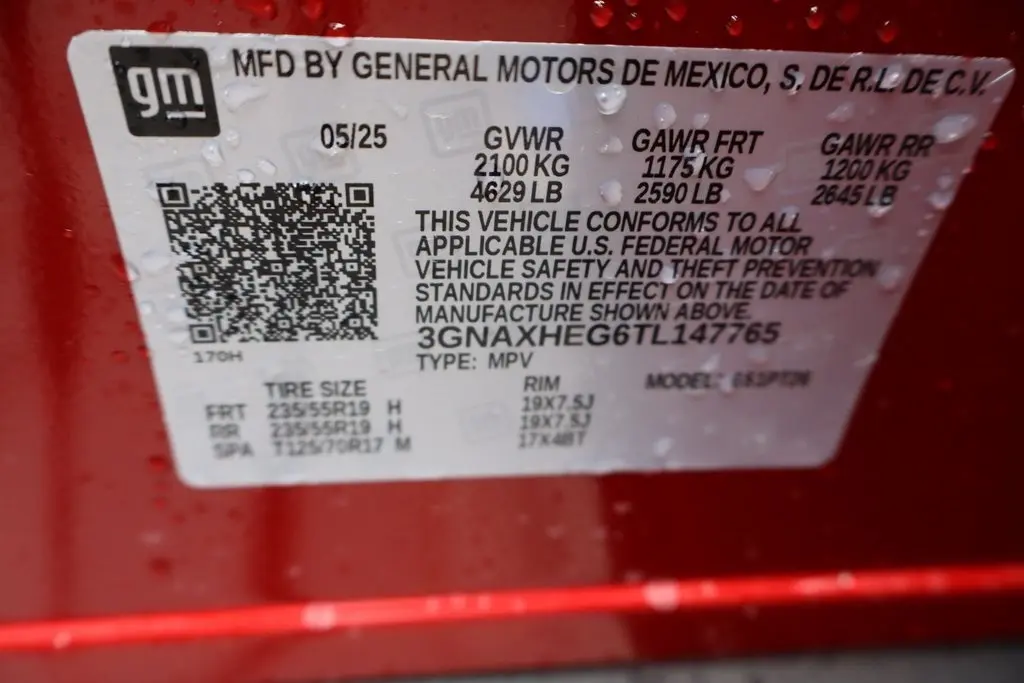 gm
MFD BY GENERAL MOTORS DE MEXICO, S. DE R.L. DE C.V.
05/25 GVWR GAWR FRT GAWR RR
2100 KG 1175 KG 1200 KG
4629 LB 2590 LB 2645 LB
THIS VEHICLE CONFORMS TO ALL
APPLICABLE U.S. FEDERAL MOTOR
VEHICLE SAFETY AND THEFT PREVENTION
STANDARDS IN EFFECT ON THE DATE OF
MANUFACTURE SHOWN ABOVE.
3GNAXHEG6TL147765
170H
TYPE: MPV
TIRE SIZE RIM MODEL:
FRT 235/55R19 H 19X7.5J
RR 235/55R19 H 19X7.5J
SPA T125/70R17 M 17X4BT